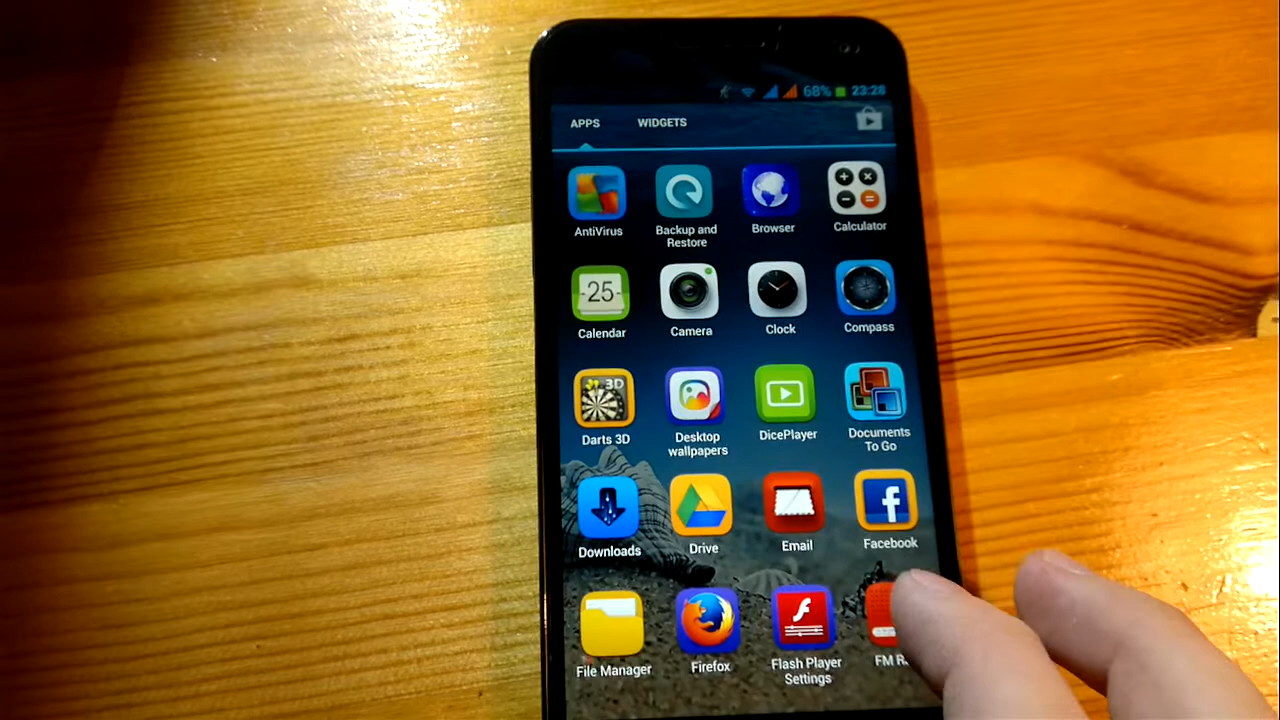 68% 23:28
APPS WIDGETS
AntiVirus Backup and Restore Browser Calculator
-25-
Calendar Camera Clock Compass
3D
Darts 3D Desktop wallpapers DicePlayer Documents To Go
f
Downloads Drive Email Facebook
File Manager Firefox Flash Player Settings FM